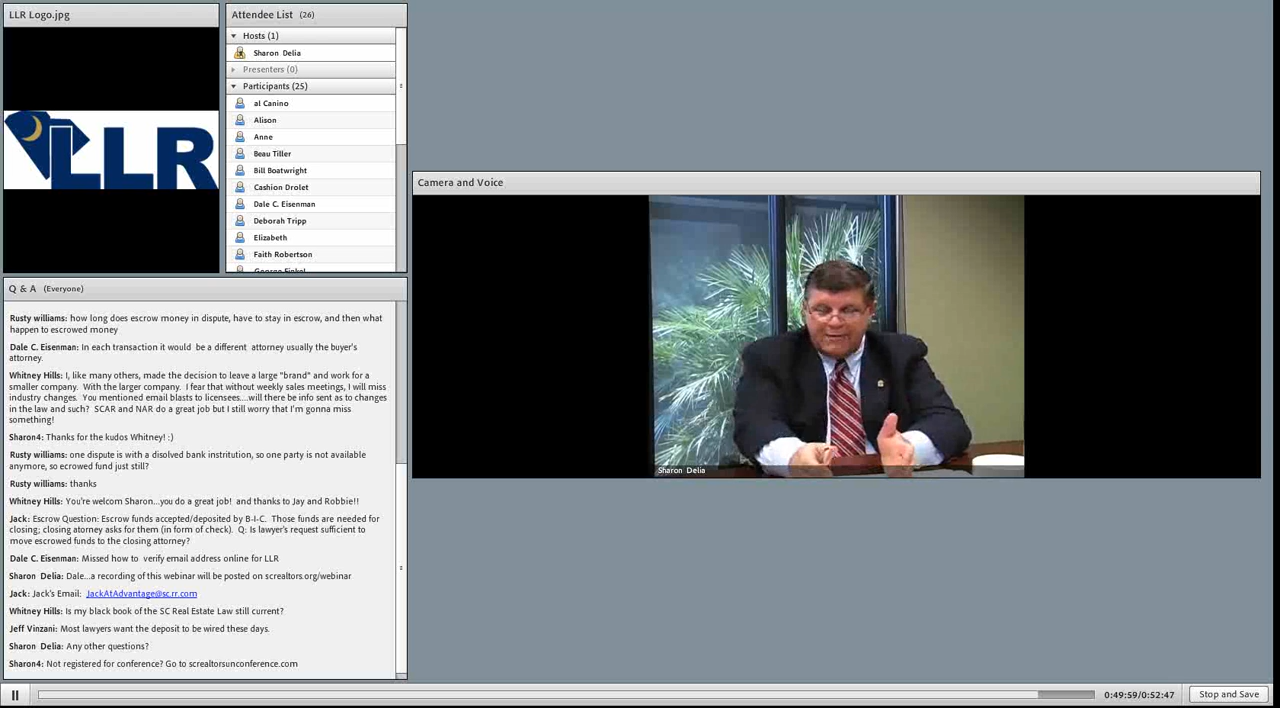 LLR Logo.jpg
LLR
Attendee List (26)
Hosts (1)
Sharon Delia
Presenters (0)
Participants (25)
al Canino
Alison
Anne
Beau Tiller
Bill Boatwright
Cashion Drolet
Dale C. Eisenman
Deborah Tripp
Elizabeth
Faith Robertson
Q & A (Everyone)
Rusty williams: how long does escrow money in dispute, have to stay in escrow, and then what
happen to escrowed money
Dale C. Eisenman: In each transaction it would be a different attorney usually the buyer's
attorney.
Whitney Hills: I, like many others, made the decision to leave a large "brand" and work for a
smaller company. With the larger company. I fear that without weekly sales meetings, I will miss
industry changes. You mentioned email blasts to licensees....will there be info sent as to changes
in the law and such? SCAR and NAR do a great job but I still worry that I'm gonna miss
something!
Sharon4: Thanks for the kudos Whitney! :)
Rusty williams: one dispute is with a disolved bank instritution, so one party is not available
anymore, so ecrowed fund just still?
Rusty williams: thanks
Whitney Hills: You're welcom Sharon...you do a great job! and thanks to Jay and Robbie!!
Jack: Escrow Question: Escrow funds accepted/deposited by B-I-C. Those funds are needed for
closing; closing atorney asks for them (in form of check). Q: Is lawyer's request sufficient to
move escrowed funds to the closing attorney?
Dale C. Eisenman: Missed how to verify email address online for LLR
Sharon Delia: Dale...a recording of this webinar will be posted on screaltors.org/webinar
Jack: Jack's Email: JackAtAdvantage@sc.rr.com
Whitney Hills: Is my black book of the SC Real Estate Law still current?
Jeff Vinzani: Most lawyers want the deposit to be wired these days.
Sharon Delia: Any other questions?
Sharon4: Not registered for conference? Go to screaltorsunconference.com
Camera and Voice
Sharon Delia
0:49:59/0:52:47
Stop and Save